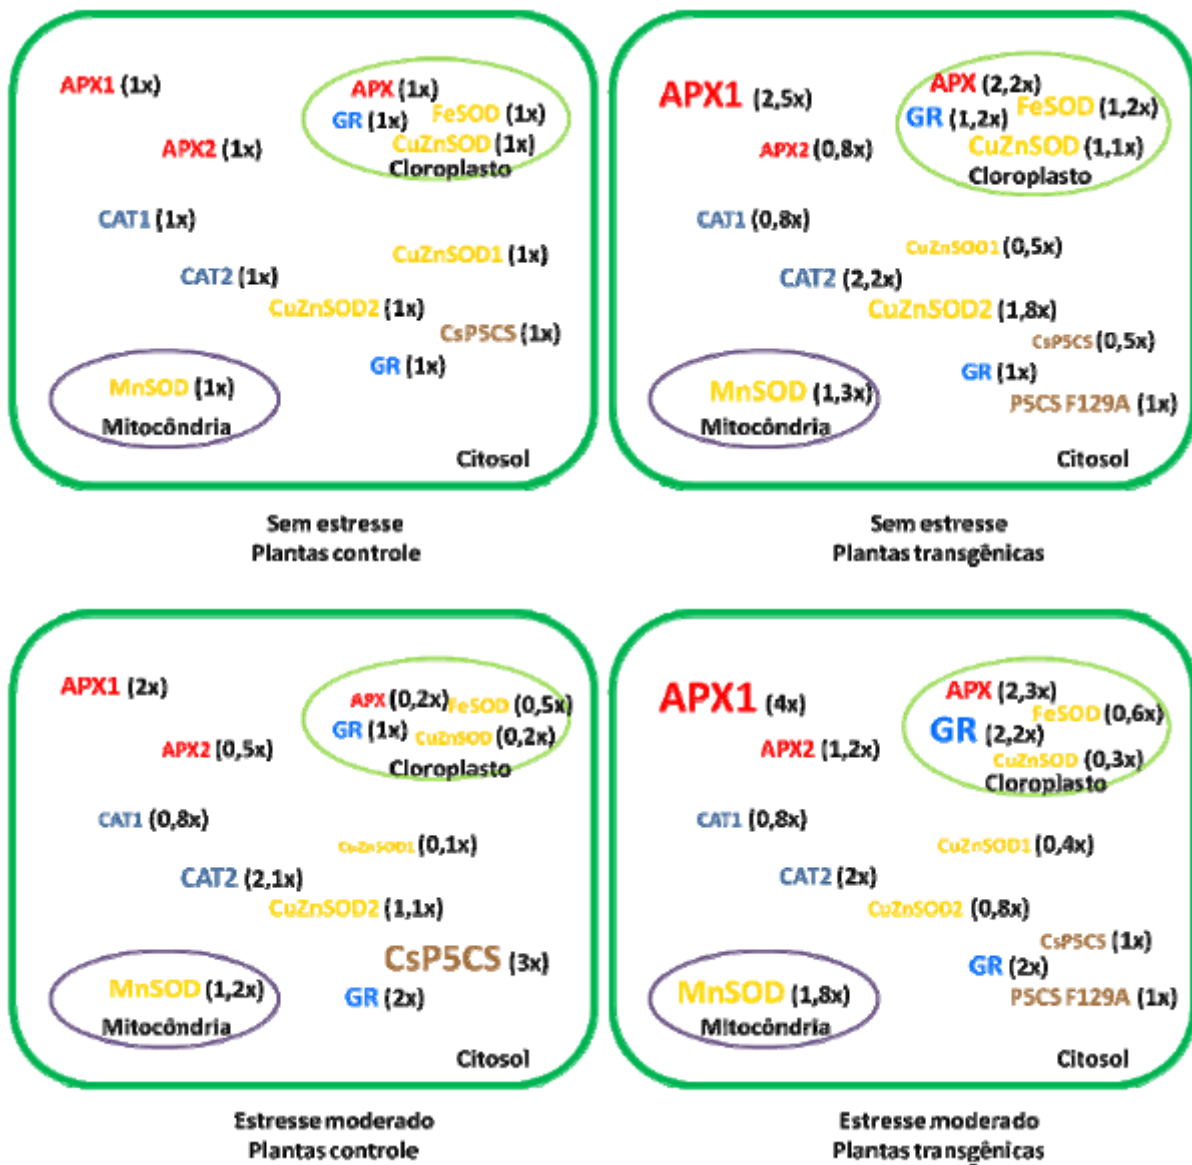 APX1 (1x)
APX (1x)
GR (1x)
FeSOD (1x)
CuZnSOD (1x)
Cloroplasto
APX2 (1x)
CAT1 (1x)
CuZnSOD1 (1x)
CAT2 (1x)
CuZnSOD2 (1x)
CsP5CS (1x)
GR (1x)
MnSOD (1x)
Mitocôndria
Citosol
Sem estresse
Plantas controle
APX1 (2,5x)
APX (2,2x)
GR (1,2x)
FeSOD (1,2x)
CuZnSOD (1,1x)
Cloroplasto
APX2 (0,8x)
CAT1 (0,8x)
CuZnSOD1 (0,5x)
CAT2 (2,2x)
CuZnSOD2 (1,8x)
CsP5CS (0,5x)
GR (1x)
P5CS F129A (1x)
MnSOD (1,3x)
Mitocôndria
Citosol
Sem estresse
Plantas transgênicas
APX1 (2x)
APX (0,2x)
FeSOD (0,5x)
GR (1x)
CuZnSOD (0,2x)
Cloroplasto
APX2 (0,5x)
CAT1 (0,8x)
CuZnSOD1 (0,1x)
CAT2 (2,1x)
CuZnSOD2 (1,1x)
CsP5CS (3x)
GR (2x)
MnSOD (1,2x)
Mitocôndria
Citosol
Estresse moderado
Plantas controle
APX1 (4x)
APX (2,3x)
FeSOD (0,6x)
GR (2,2x)
CuZnSOD (0,3x)
Cloroplasto
APX2 (1,2x)
CAT1 (0,8x)
CuZnSOD1 (0,4x)
CAT2 (2x)
CuZnSOD2 (0,8x)
CsP5CS (1x)
GR (2x)
P5CS F129A (1x)
MnSOD (1,8x)
Mitocôndria
Citosol
Estresse moderado
Plantas transgênicas